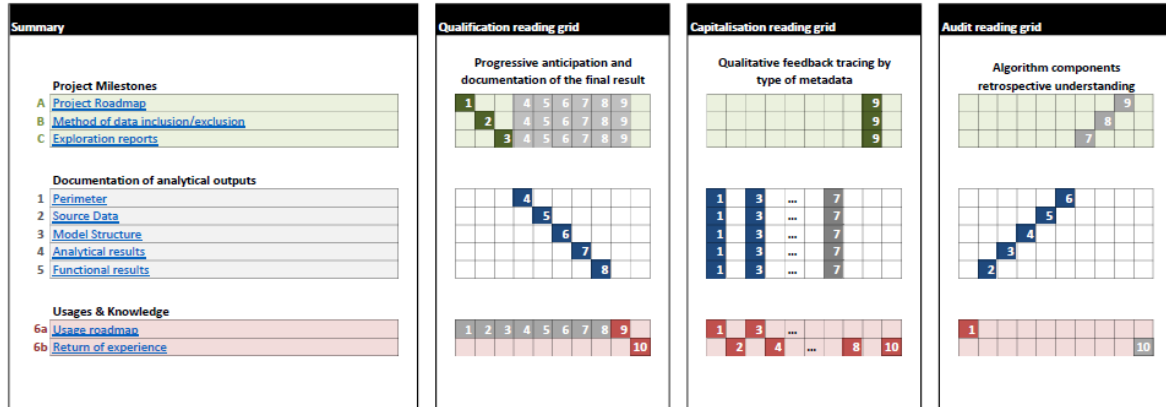 Summary
Qualification reading grid
Capitalisation reading grid
Audit reading grid
Progressive anticipation and
documentation of the final result
Qualitative feedback tracing by
type of metadata
Algorithm components
retrospective understanding
Project Milestones
A Project Roadmap 1 4 5 6 7 8 9 9 9
B Method of data inclusion/exclusion 2 4 5 6 7 8 9 9 8
C Exploration reports 3 4 5 6 7 8 9 9 7
Documentation of analytical outputs
1 Perimeter 4 1 3 ... 7 6
2 Source Data 5 1 3 ... 7 5
3 Model Structure 6 1 3 ... 7 4
4 Analytical results 7 1 3 ... 7 3
5 Functional results 8 1 3 ... 7 2
Usages & Knowledge
6a Usage roadmap 1 2 3 4 5 6 7 8 9 1 3 ... 1
6b Return of experience 10 2 4 ... 8 10 10